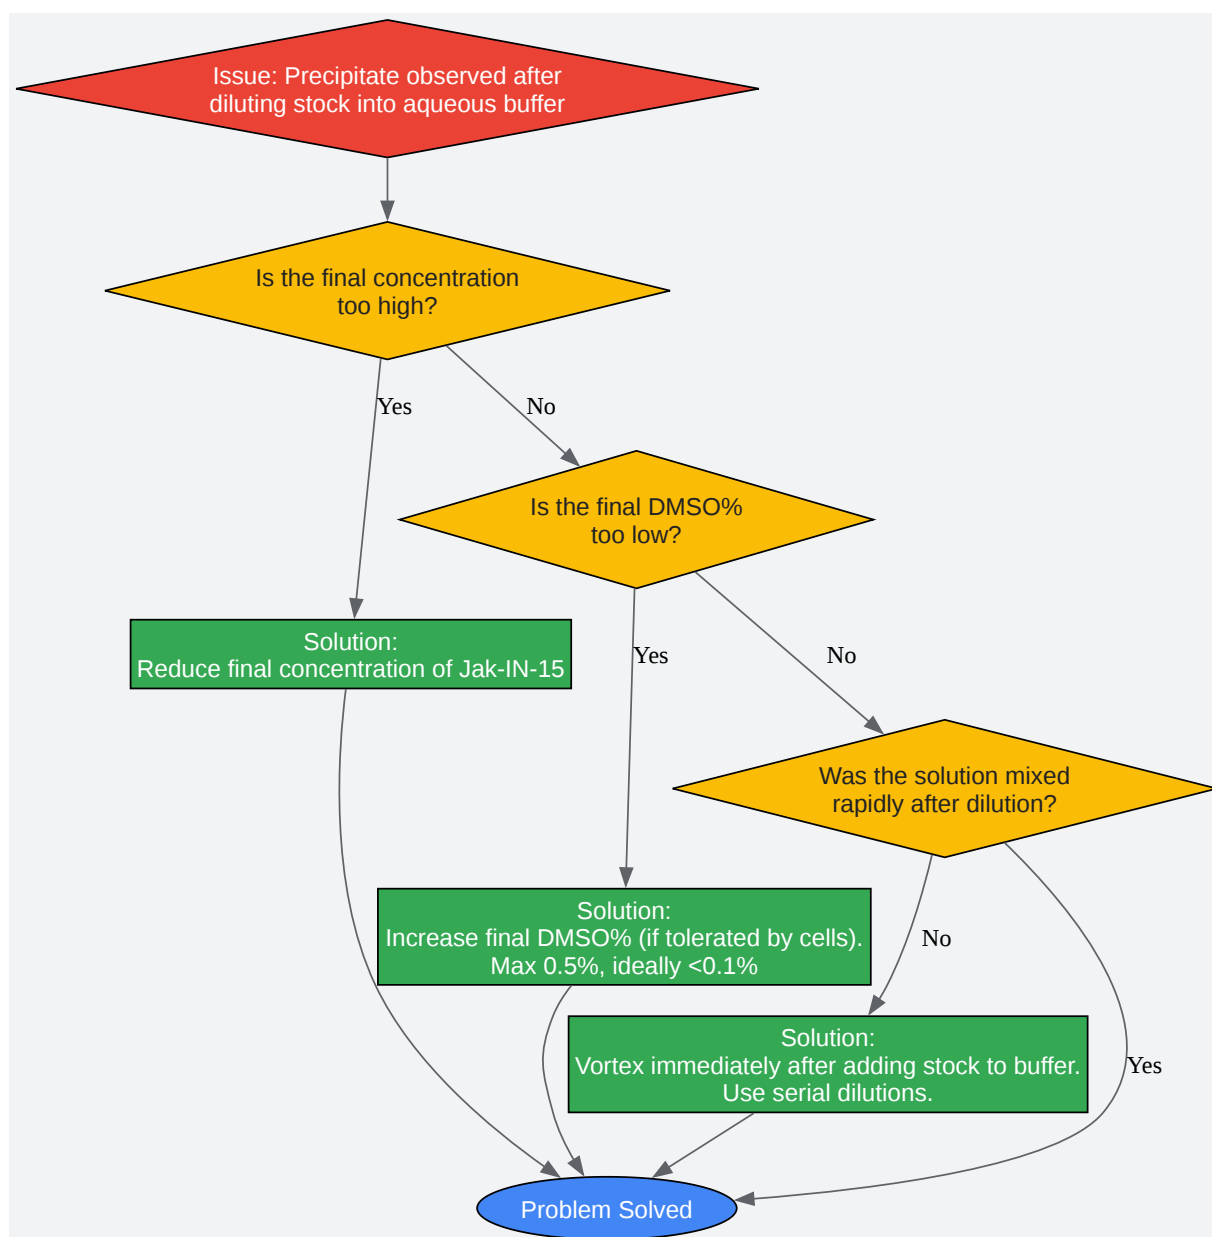 Issue: Precipitate observed after
diluting stock into aqueous buffer
Is the final concentration
too high?
Yes
No
Is the final DMSO%
too low?
Solution:
Reduce final concentration of Jak-IN-15
Yes
No
Was the solution mixed
rapidly after dilution?
Solution:
Increase final DMSO% (if tolerated by cells).
Max 0.5%, ideally <0.1%
No
Solution:
Vortex immediately after adding stock to buffer.
Use serial dilutions.
Yes
Problem Solved